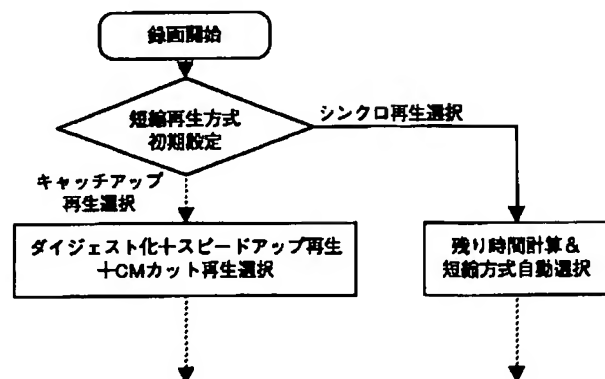 録画開始
短縮再生方式
初期設定
シンクロ再生選択
キャッチアップ
再生選択
ダイジェスト化＋スピードアップ再生
＋CMカット再生選択
残り時間計算＆
短縮方式自動選択